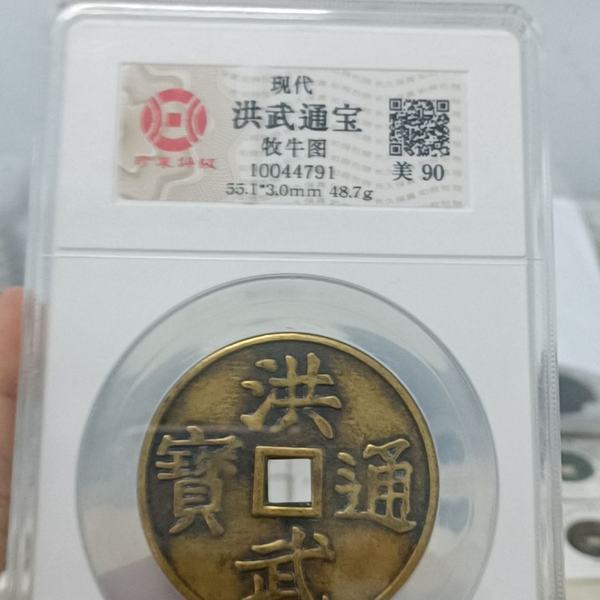 现代
洪武通宝
牧牛图
10044791
美 90
55.1*3.0mm 48.7g
洪
寶 通
武